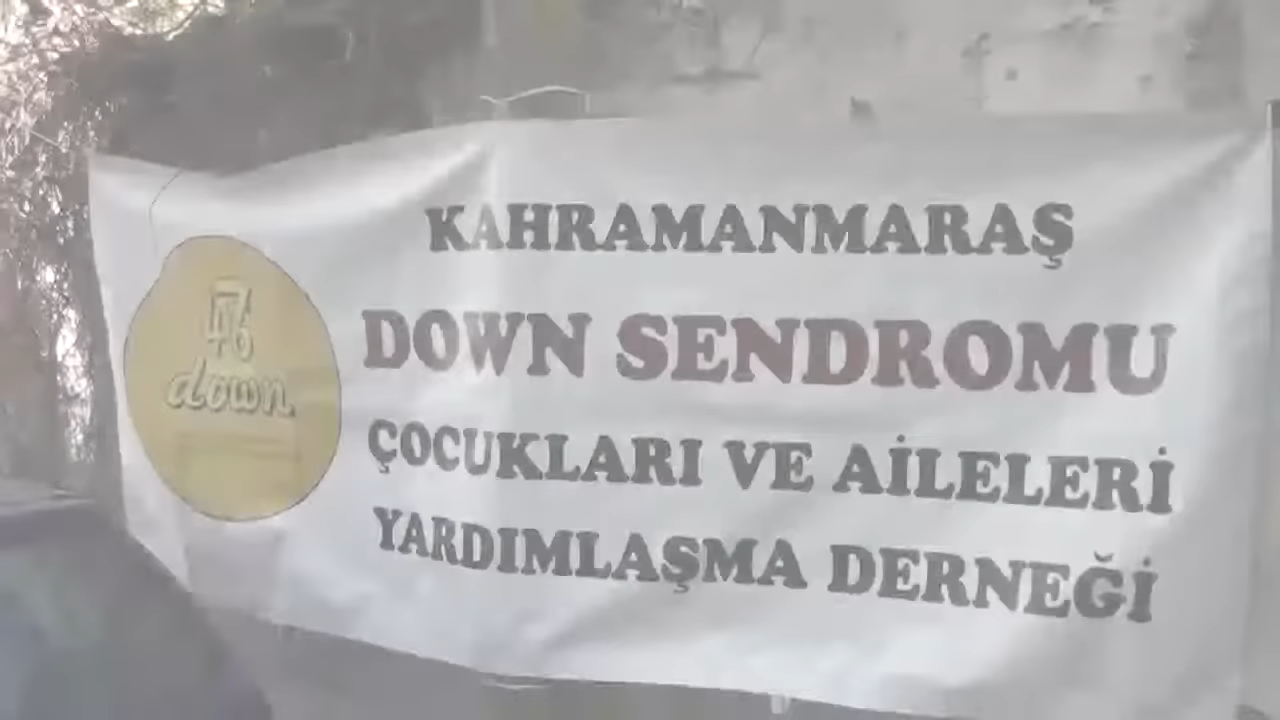 KAHRAMANMARAŞ
DOWN SENDROMU
ÇOCUKLARI VE AİLELERİ
YARDIMLAŞMA DERNEĞİ
down